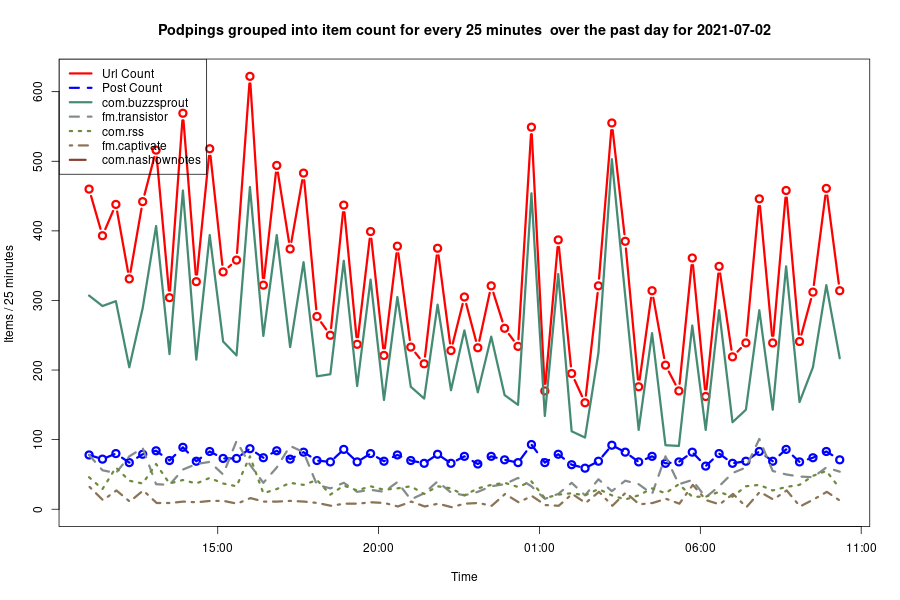 Podpings grouped into item count for every 25 minutes  over the past day for 2021-07-02
Url Count
Post Count
com.buzzsprout
fm.transistor
com.rss
fm.captivate
com.nashownotes
Items / 25 minutes
600
500
400
300
200
100
0
15:00
20:00
01:00
06:00
11:00
Time